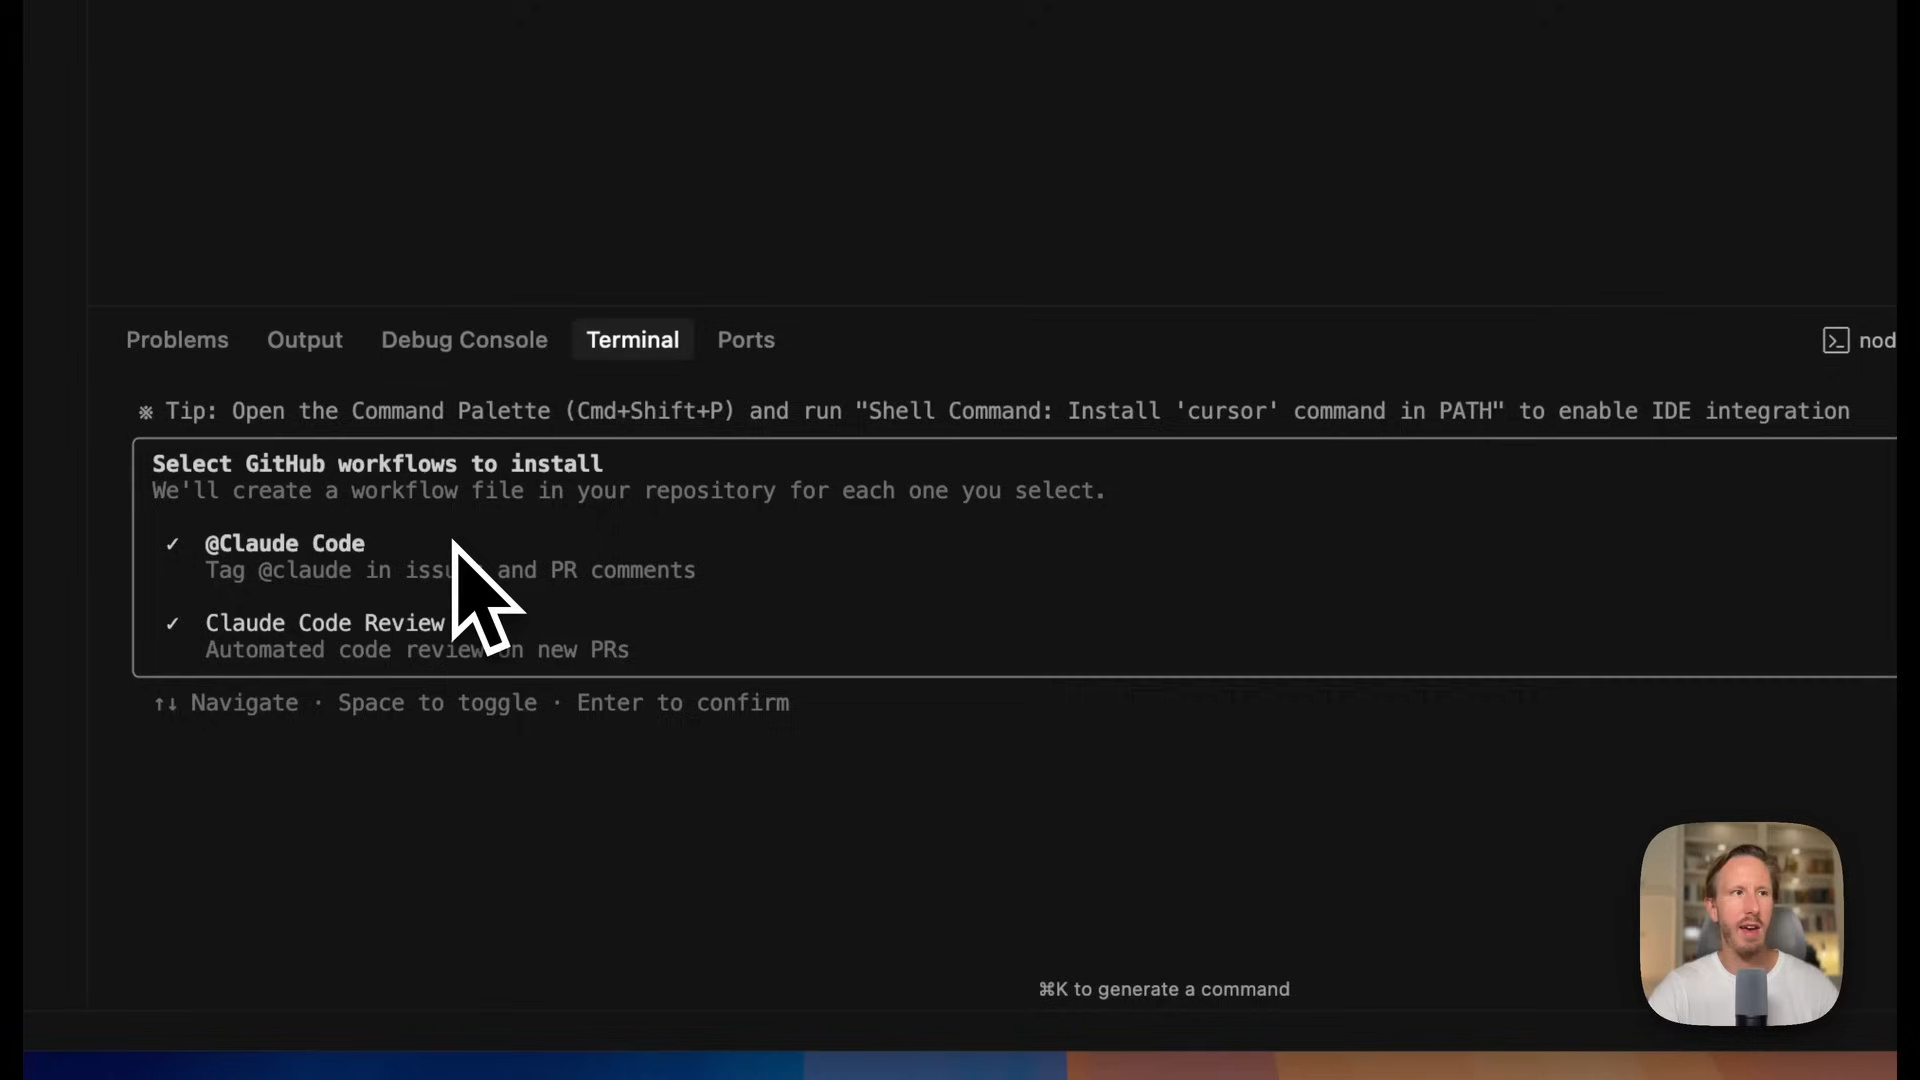 Problems Output Debug Console Terminal Ports
※ Tip: Open the Command Palette (Cmd+Shift+P) and run "Shell Command: Install 'cursor' command in PATH" to enable IDE integration
Select GitHub workflows to install
We'll create a workflow file in your repository for each one you select.
✓ @Claude Code
Tag @claude in and PR comments
✓ Claude Code Review
Automated code review on new PRs
↑↓ Navigate · Space to toggle · Enter to confirm
⌘K to generate a command